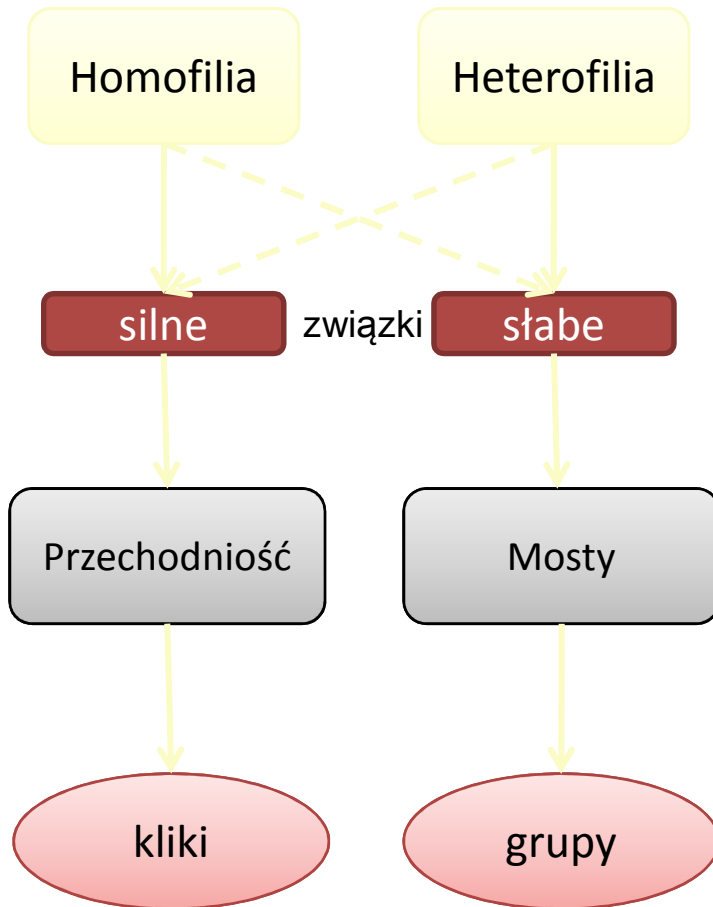 Homofilia
Heterofilia
silne
związki
słabe
Przechodniość
Mosty
kliki
grupy